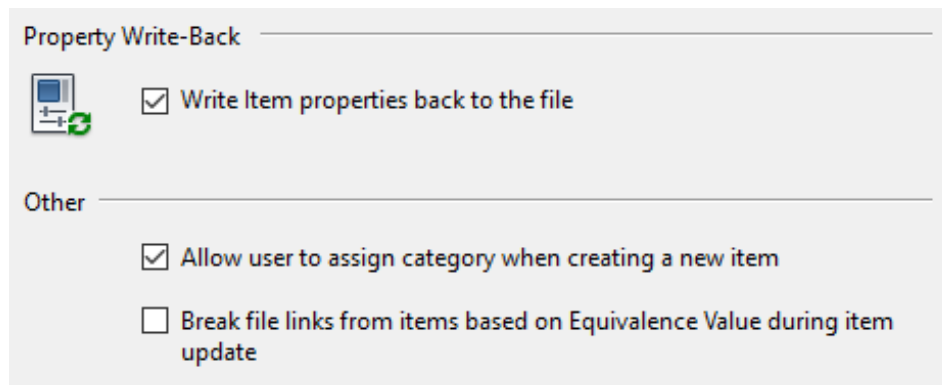 Property Write-Back
Write Item properties back to the file
Other
Allow user to assign category when creating a new item
Break file links from items based on Equivalence Value during item
update